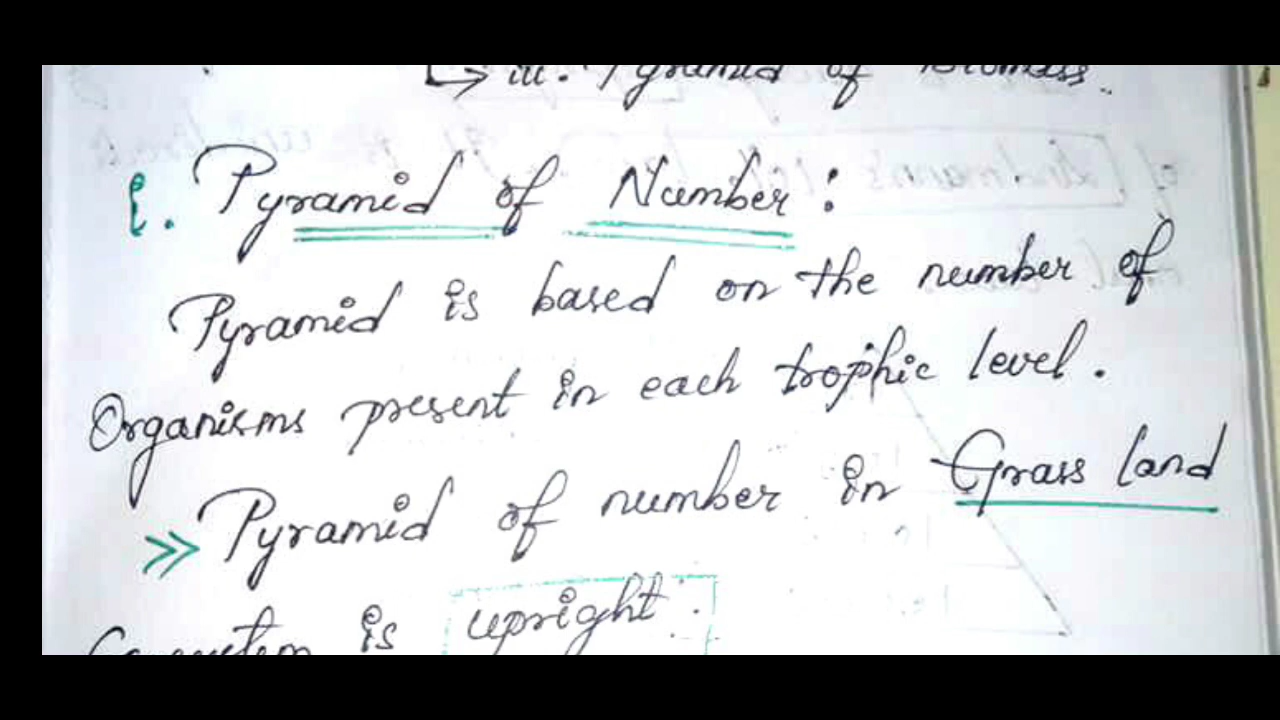 ↳ iii. Pyramid of Biomass.
i. Pyramid of Number:
Pyramid is based on the number of
Organisms present in each trophic level.
>> Pyramid of number in Grass land
Ecosystem is upright.